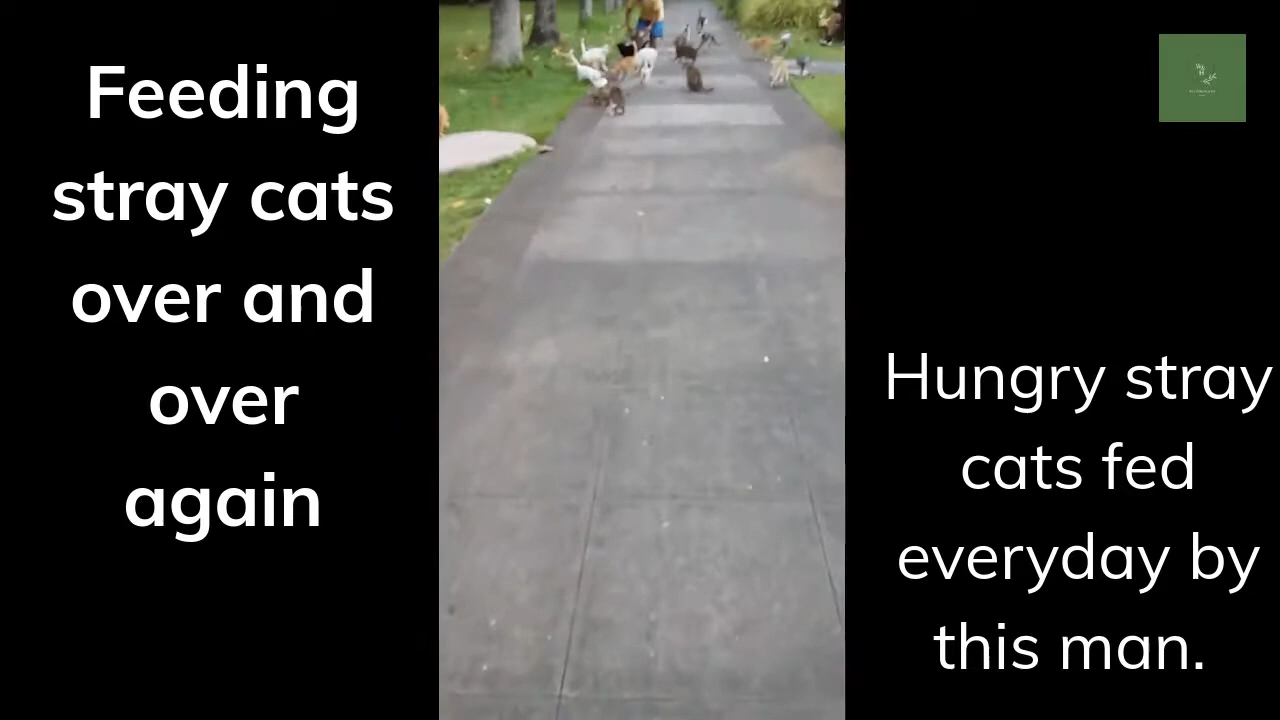 Feeding
stray cats
over and
over
again
Hungry stray
cats fed
everyday by
this man.